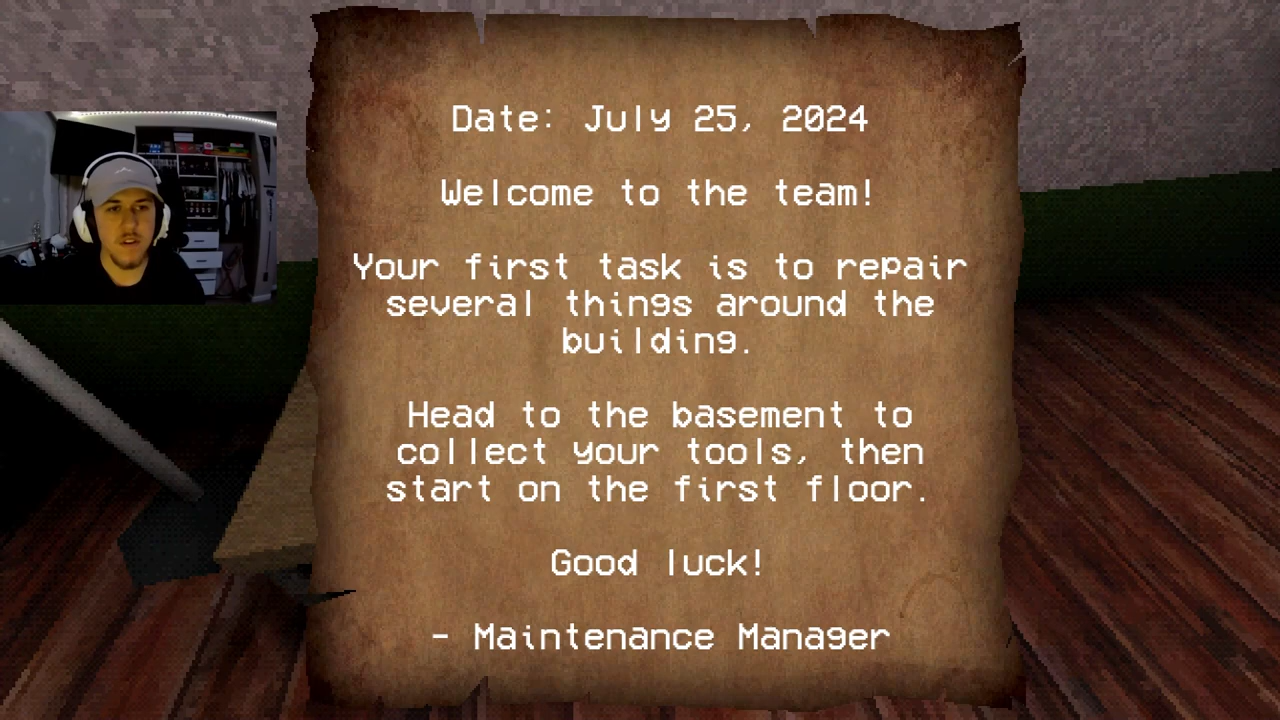 Date: July 25, 2024
Welcome to the team!
Your first task is to repair
several things around the
building.
Head to the basement to
collect your tools, then
start on the first floor.
Good luck!
- Maintenance Manager